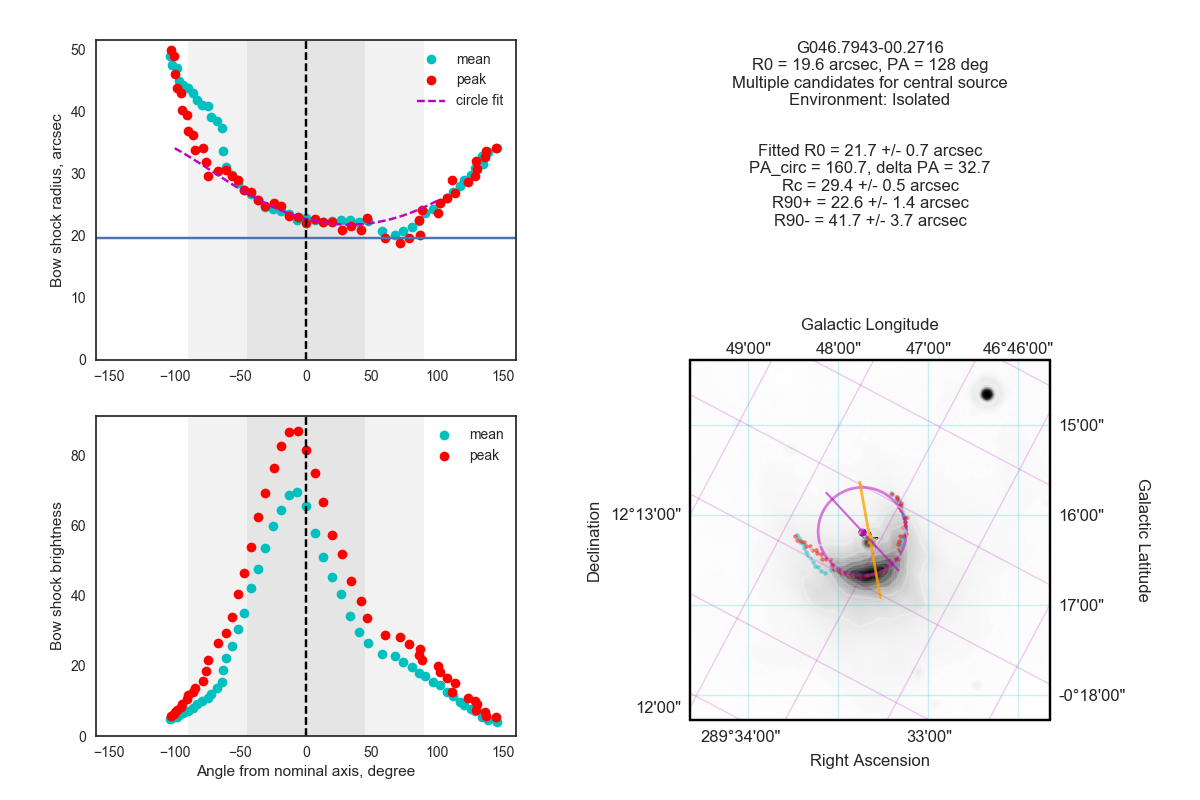 50
40
30
20
10
0
Bow shock radius, arcsec
mean
peak
circle fit
−150
−100
−50
0
50
100
150
G046.7943-00.2716
R0 = 19.6 arcsec, PA = 128 deg
Multiple candidates for central source
Environment: Isolated
Fitted R0 = 21.7 +/- 0.7 arcsec
PA_circ = 160.7, delta PA = 32.7
Rc = 29.4 +/- 0.5 arcsec
R90+ = 22.6 +/- 1.4 arcsec
R90- = 41.7 +/- 3.7 arcsec
80
60
40
20
0
Bow shock brightness
mean
peak
−150
−100
−50
0
50
100
150
Angle from nominal axis, degree
Galactic Longitude
49'00"
48'00"
47'00"
46°46'00"
15'00"
16'00"
17'00"
-0°18'00"
Galactic Latitude
12°13'00"
12'00"
Declination
289°34'00"
33'00"
Right Ascension